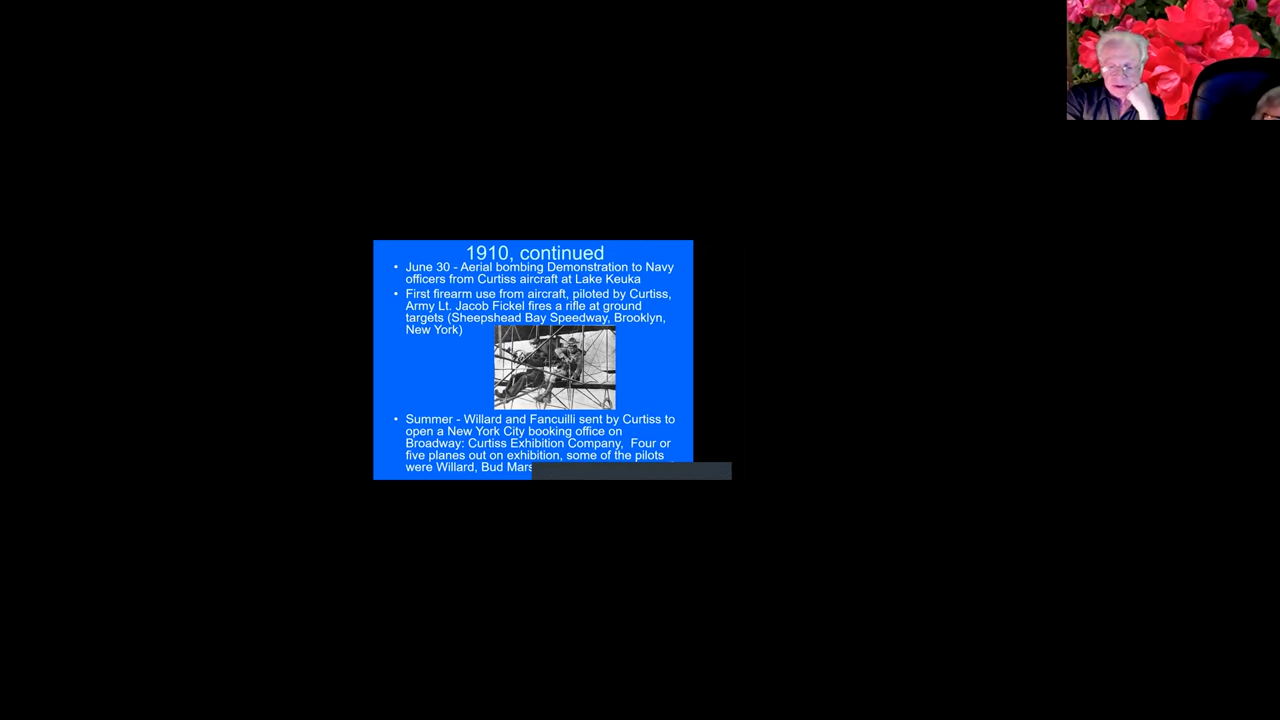 1910, continued
• June 30 - Aerial bombing Demonstration to Navy
officers from Curtiss aircraft at Lake Keuka
• First firearm use from aircraft, piloted by Curtiss,
Army Lt. Jacob Fickel fires a rifle at ground
targets (Sheepshead Bay Speedway, Brooklyn,
New York)
• Summer - Willard and Fancuilli sent by Curtiss to
open a New York City booking office on
Broadway: Curtiss Exhibition Company, Four or
five planes out on exhibition, some of the pilots
were Willard, Bud Mars